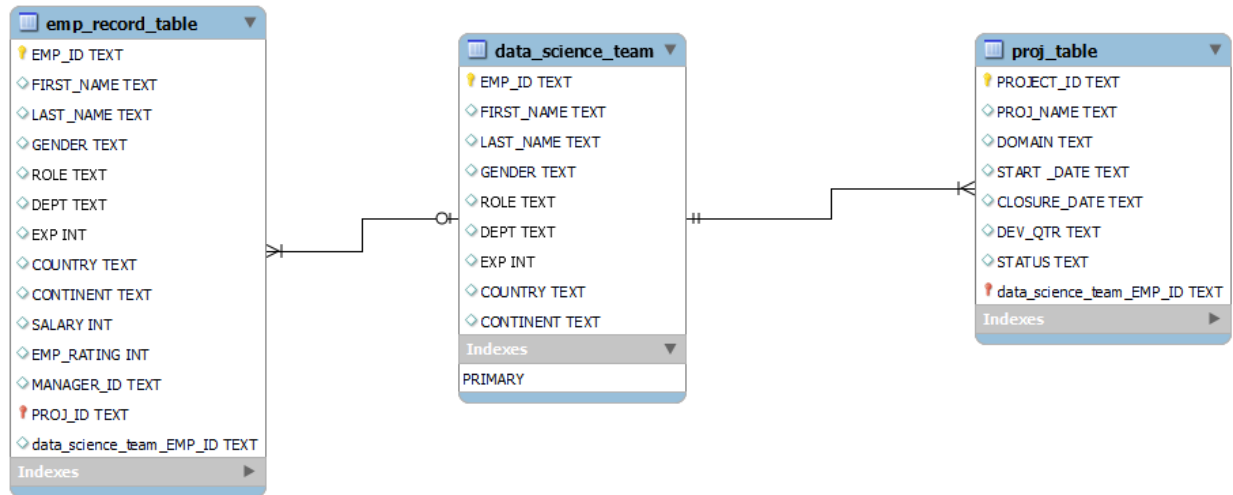 emp_record_table
EMP_ID TEXT
FIRST_NAME TEXT
LAST_NAME TEXT
GENDER TEXT
ROLE TEXT
DEPT TEXT
EXP INT
COUNTRY TEXT
CONTINENT TEXT
SALARY INT
EMP_RATING INT
MANAGER_ID TEXT
PROJ_ID TEXT
data_science_team_EMP_ID TEXT
Indexes
data_science_team
EMP_ID TEXT
FIRST_NAME TEXT
LAST_NAME TEXT
GENDER TEXT
ROLE TEXT
DEPT TEXT
EXP INT
COUNTRY TEXT
CONTINENT TEXT
Indexes
PRIMARY
proj_table
PROJECT_ID TEXT
PROJ_NAME TEXT
DOMAIN TEXT
START _DATE TEXT
CLOSURE_DATE TEXT
DEV_QTR TEXT
STATUS TEXT
data_science_team_EMP_ID TEXT
Indexes